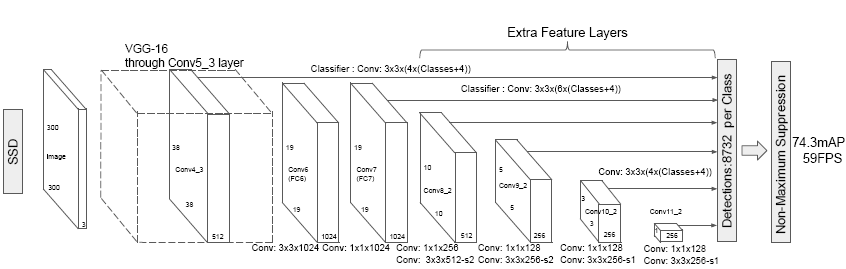 Extra Feature Layers
VGG-16
through Conv5_3 layer
Classifier : Conv: 3x3x(4x(Classes+4))
Classifier : Conv: 3x3x(6x(Classes+4))
SSD
300
Image
300
3
38
Conv4_3
38
512
19
Conv6
(FC6)
19
1024
19
Conv7
(FC7)
19
1024
10
Conv8_2
10
512
5
Conv9_2
5
256
Conv: 3x3x(4x(Classes+4))
3
Conv10_2
3
256
Conv11_2
1
256
Detections:8732 per Class
Non-Maximum Suppression
74.3mAP
59FPS
Conv: 3x3x1024
Conv: 1x1x1024
Conv: 1x1x256
Conv: 3x3x512-s2
Conv: 1x1x128
Conv: 3x3x256-s2
Conv: 1x1x128
Conv: 3x3x256-s1
Conv: 1x1x128
Conv: 3x3x256-s1